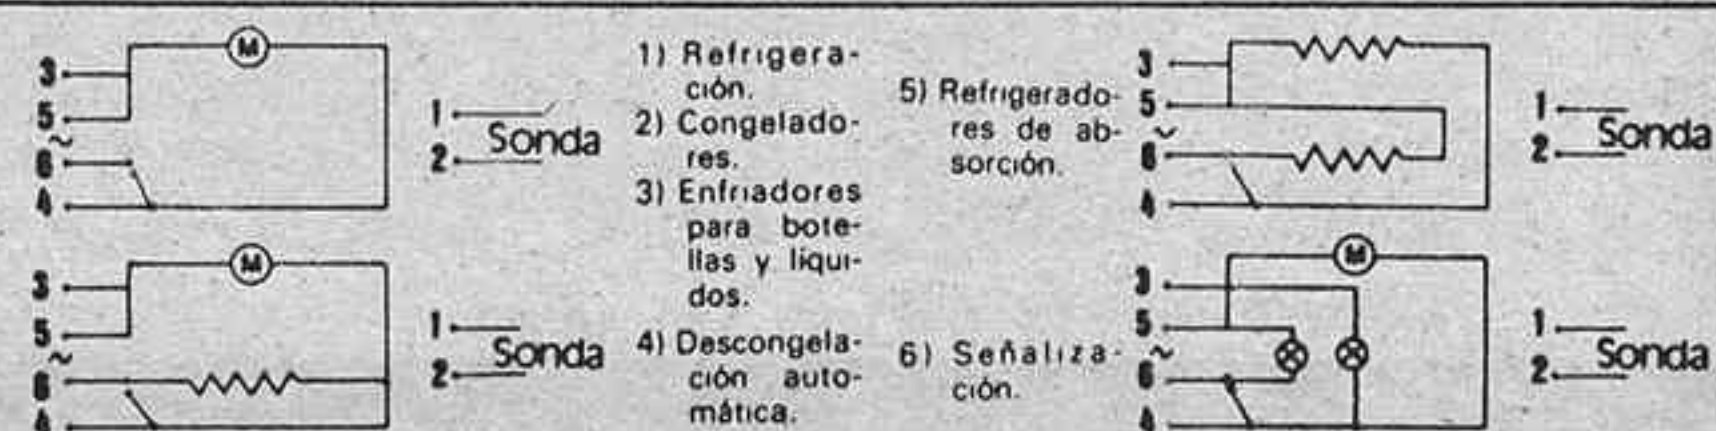 M
3
5
~
6
4
1
Sonda
2
1) Refrigera-
ción.
2) Congelado-
res.
3) Enfriadores
para bote-
llas y liqui-
dos.
M
3
5
~
6
4
1
Sonda
2
4) Descongela-
ción auto-
mática.
5) Refrigerado-
res de ab-
sorción.
3
5
~
6
4
1
Sonda
2
6) Señaliza-
ción.
M
3
5
~
6
4
1
Sonda
2